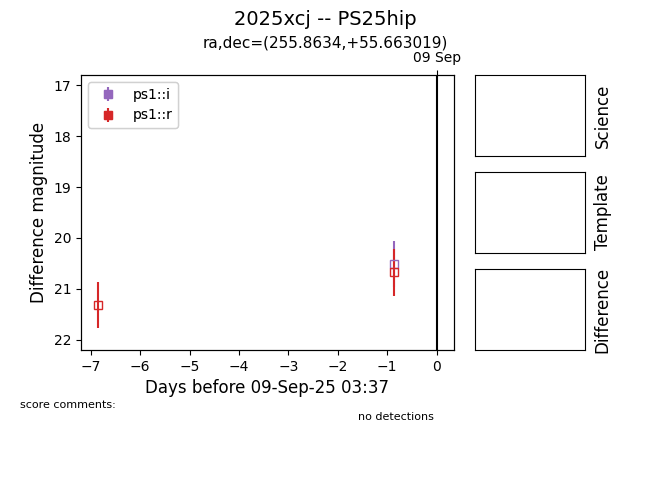 2025xcj -- PS25hip
ra,dec=(255.8634,+55.663019)
09 Sep
ps1::i
ps1::r
17
18
19
20
21
22
Difference magnitude
−7
−6
−5
−4
−3
−2
−1
0
Days before 09-Sep-25 03:37
Science
Template
Difference
score comments:
no detections